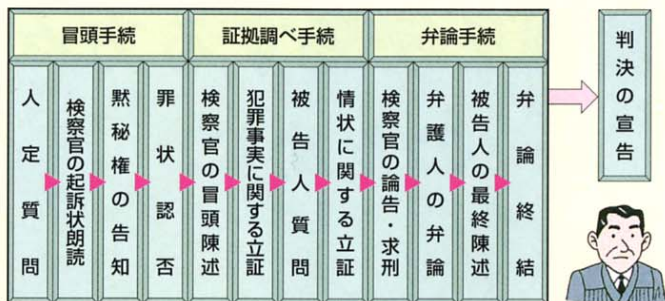 冒頭手続
証拠調べ手続
弁論手続
人定質問
検察官の起訴状朗読
黙秘権の告知
罪状認否
検察官の冒頭陳述
犯罪事実に関する立証
被告人質問
情状に関する立証
検察官の論告・求刑
弁護人の弁論
被告人の最終陳述
弁論終結
判決の宣告